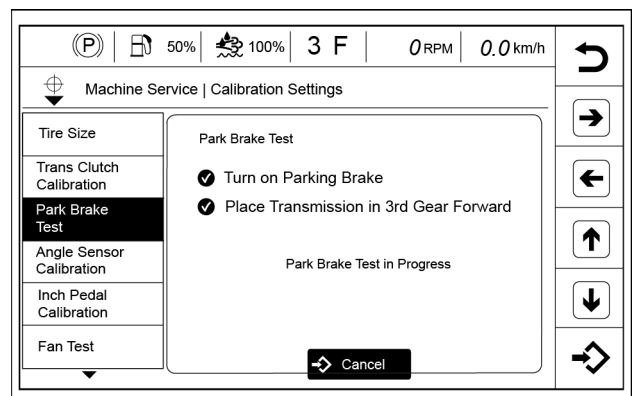 (P) 50% 100% 3 F 0 RPM 0.0 km/h
Machine Service | Calibration Settings
Tire Size
Trans Clutch
Calibration
Park Brake
Test
Angle Sensor
Calibration
Inch Pedal
Calibration
Fan Test
Park Brake Test
Turn on Parking Brake
Place Transmission in 3rd Gear Forward
Park Brake Test in Progress
Cancel